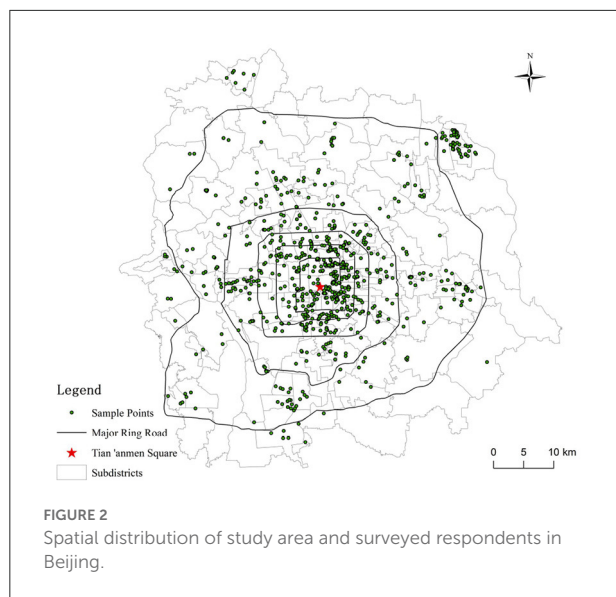 N
Legend
Sample Points
Major Ring Road
Tian 'anmen Square
Subdistricts
0 5 10 km
FIGURE 2
Spatial distribution of study area and surveyed respondents in
Beijing.